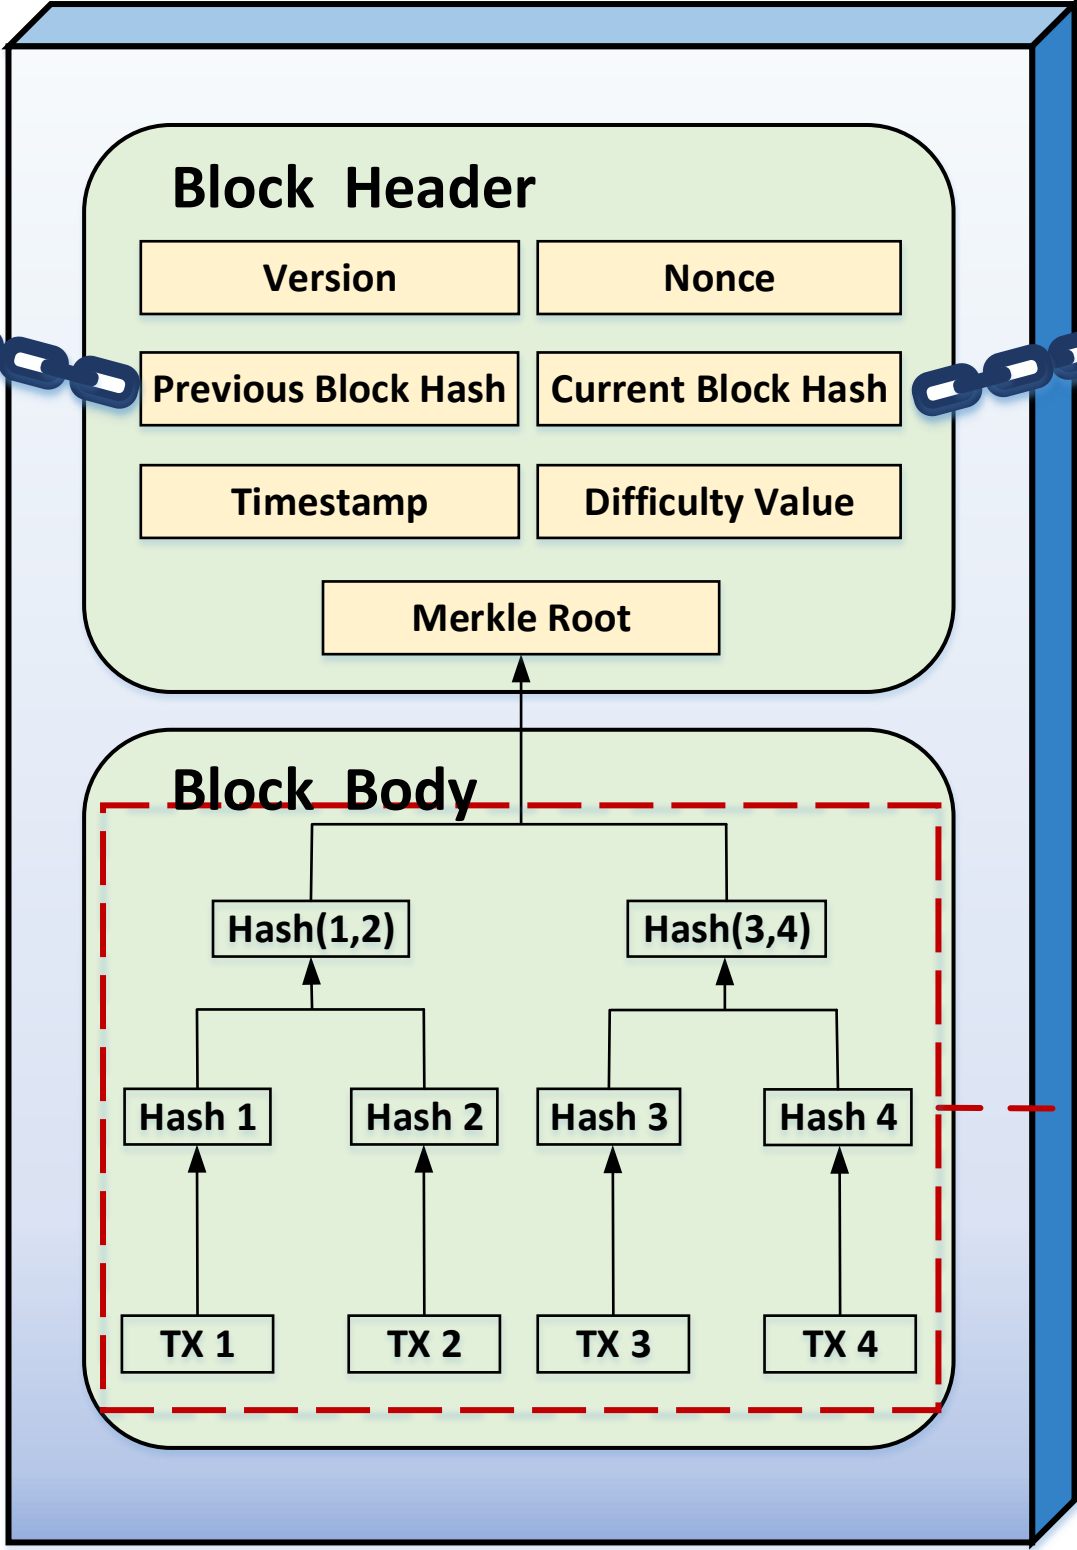 Block Header
Version
Nonce
Previous Block Hash
Current Block Hash
Timestamp
Difficulty Value
Merkle Root
Block Body
Hash(1,2)
Hash(3,4)
Hash 1
Hash 2
Hash 3
Hash 4
TX 1
TX 2
TX 3
TX 4